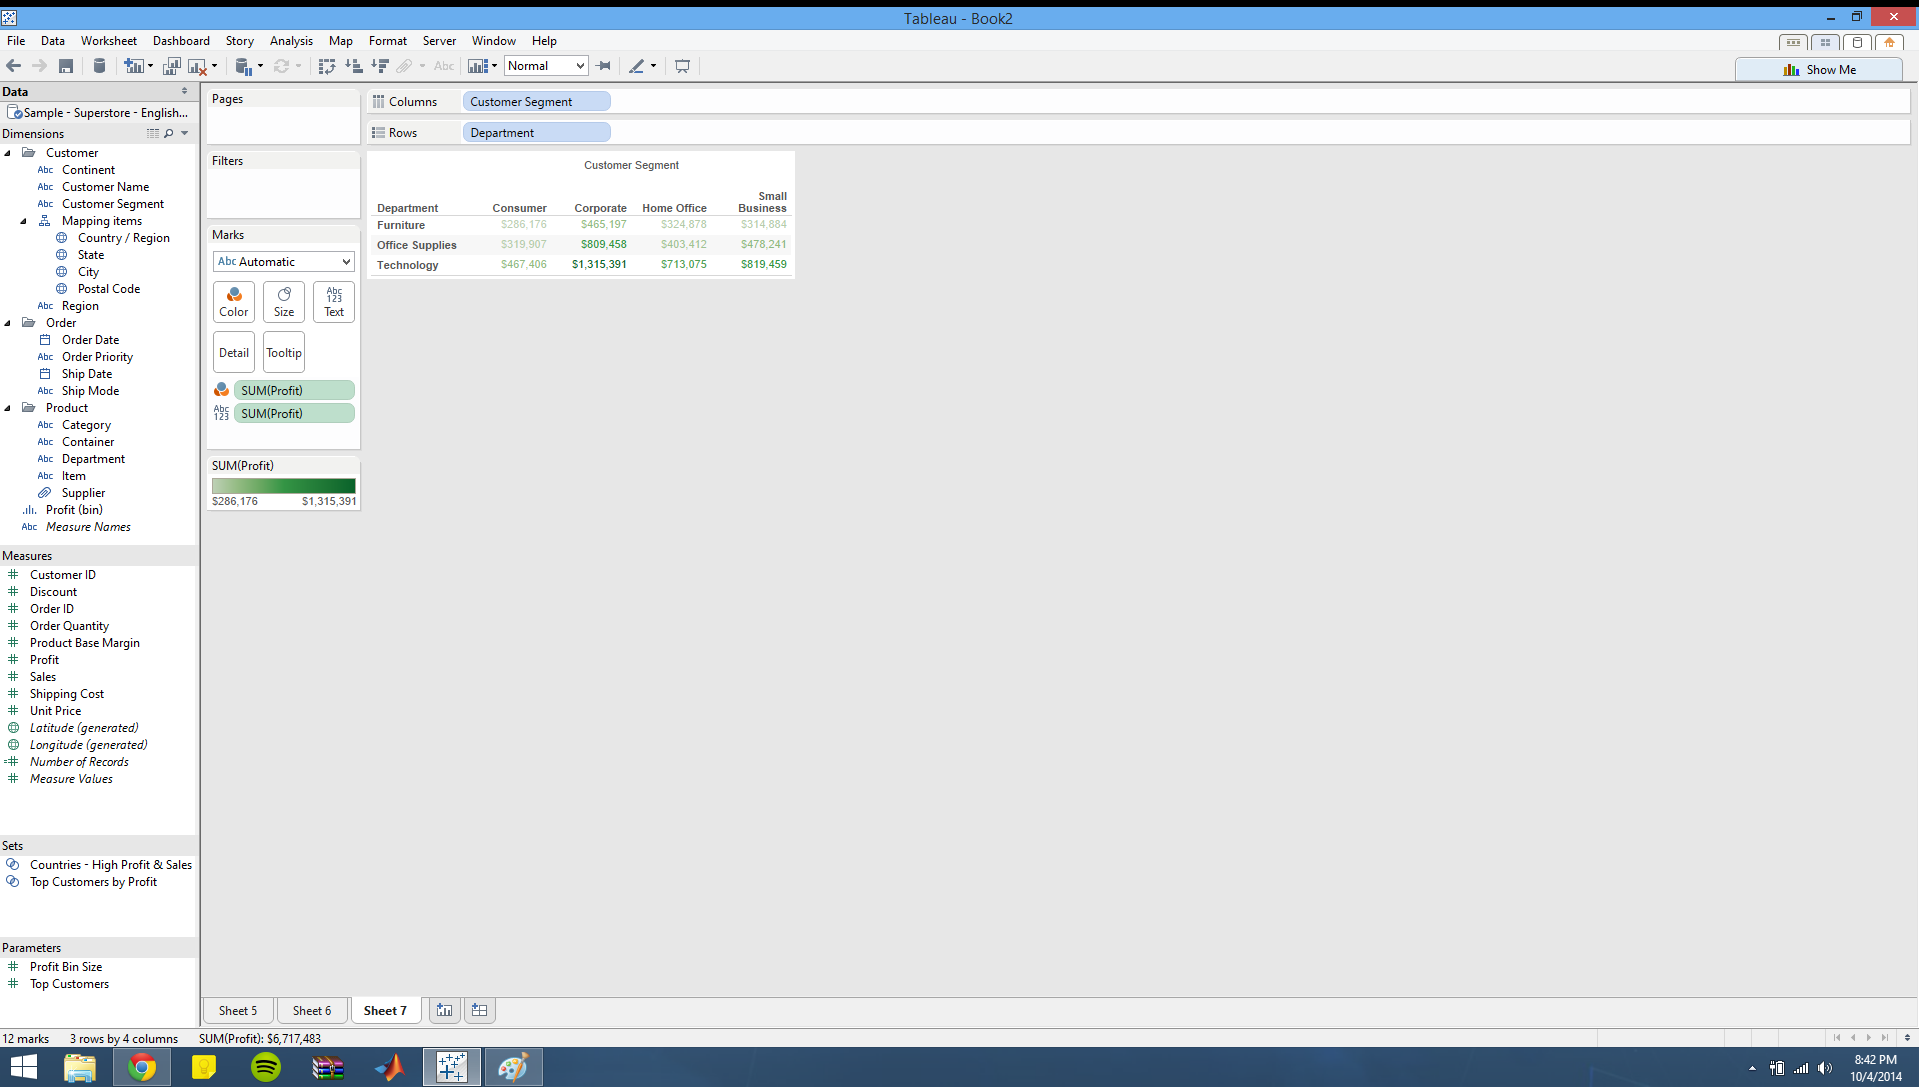 Tableau - Book2
File Data Worksheet Dashboard Story Analysis Map Format Server Window Help
Abc Normal
Show Me
Data
Sample - Superstore - English...
Dimensions
Customer
Abc Continent
Abc Customer Name
Abc Customer Segment
Mapping items
Country / Region
State
City
Postal Code
Abc Region
Order
Order Date
Abc Order Priority
Ship Date
Abc Ship Mode
Product
Abc Category
Abc Container
Abc Department
Abc Item
Supplier
Profit (bin)
Abc Measure Names
Measures
Customer ID
Discount
Order ID
Order Quantity
Product Base Margin
Profit
Sales
Shipping Cost
Unit Price
Latitude (generated)
Longitude (generated)
Number of Records
Measure Values
Sets
Countries - High Profit & Sales
Top Customers by Profit
Parameters
Profit Bin Size
Top Customers
Pages
Filters
Marks
Abc Automatic
Color Size Abc 123 Text
Detail Tooltip
SUM(Profit)
Abc 123 SUM(Profit)
SUM(Profit)
$286,176 $1,315,391
Columns Customer Segment
Rows Department
Customer Segment
Department Consumer Corporate Home Office Small Business
Furniture $286,176 $465,197 $324,878 $314,884
Office Supplies $319,907 $809,458 $403,412 $478,241
Technology $467,406 $1,315,391 $713,075 $819,459
Sheet 5 Sheet 6 Sheet 7
12 marks 3 rows by 4 columns SUM(Profit): $6,717,483
8:42 PM
10/4/2014